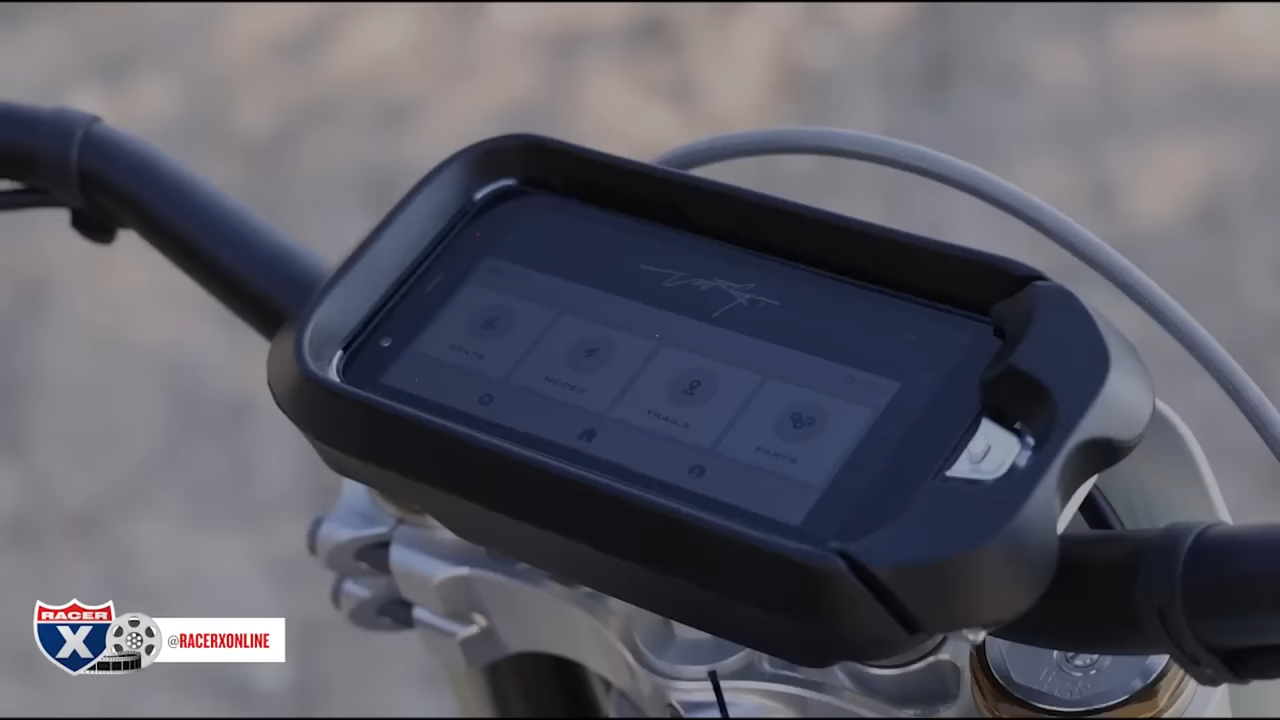 STATS
MODES
TRAILS
PARTS
RACER
X
@RACERXONLINE